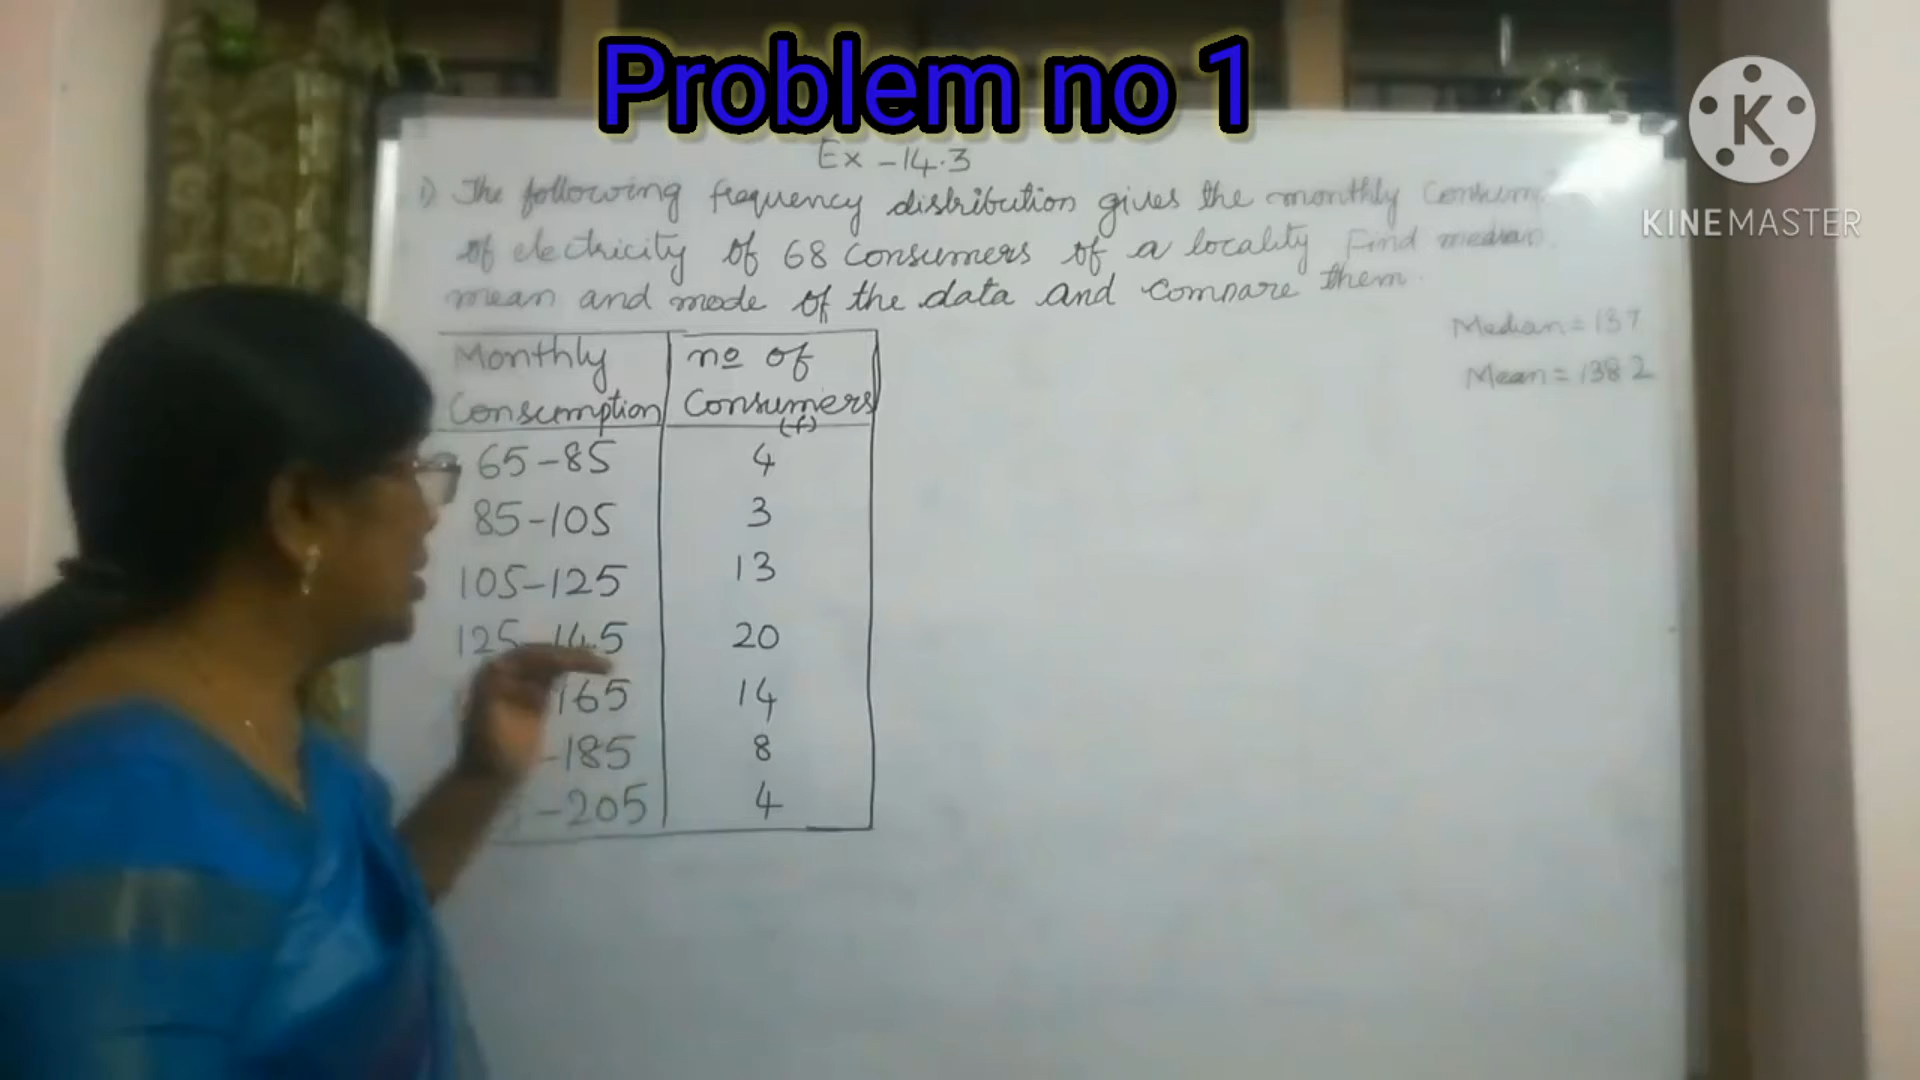 Problem no 1
K
KINEMASTER
Ex - 14.3
1) The following frequency distribution gives the monthly
of electricity of 68 consumers of a locality Find median
mean and mode of the data and compare them.
Median = 137
Mean = 138.2
Monthly Consumption no of Consumers (f)
65-85 4
85-105 3
105-125 13
125-145 20
165 14
-185 8
-205 4